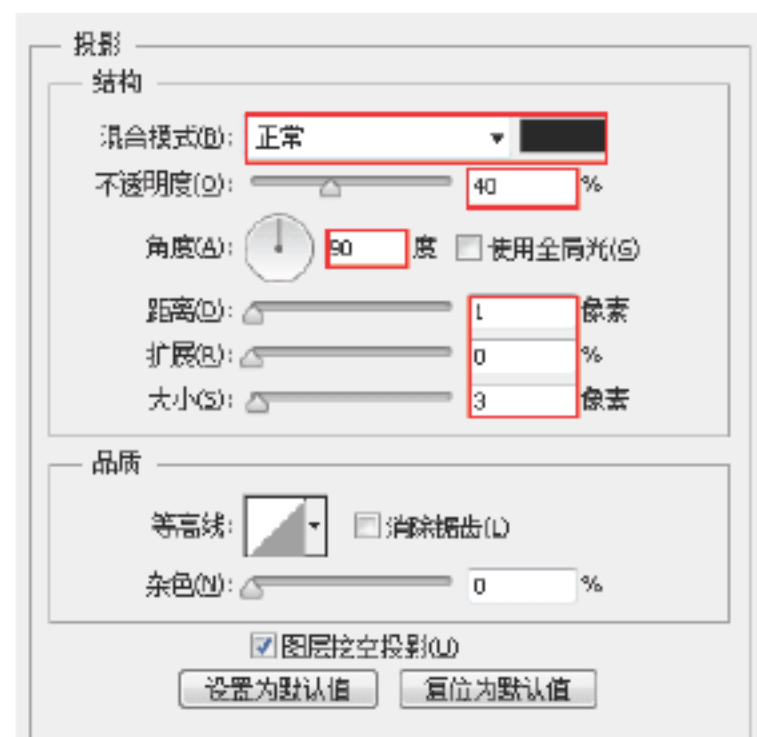 投影
结构
混合模式(B): 正常
不透明度(O): 40 %
角度(A): 90 度 使用全局光(G)
距离(D): 1 像素
扩展(R): 0 %
大小(S): 3 像素
品质
等高线: 消除锯齿(L)
杂色(N): 0 %
图层挖空投影(U)
设置为默认值 复位为默认值